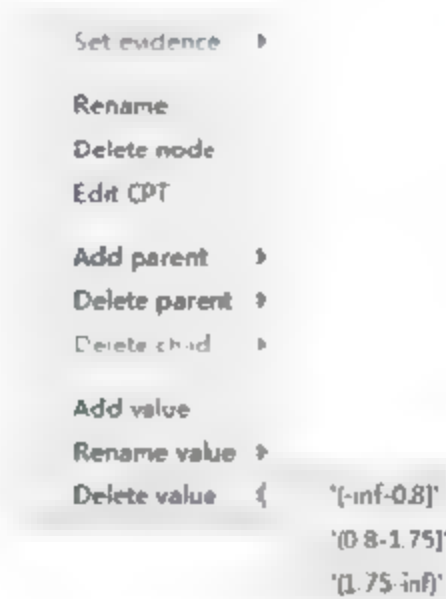 Set evidence
Rename
Delete node
Edit CPT
Add parent
Delete parent
Delete child
Add value
Rename value
Delete value
'(-inf-0.8]'
'(0.8-1.75]'
'(1.75-inf)'